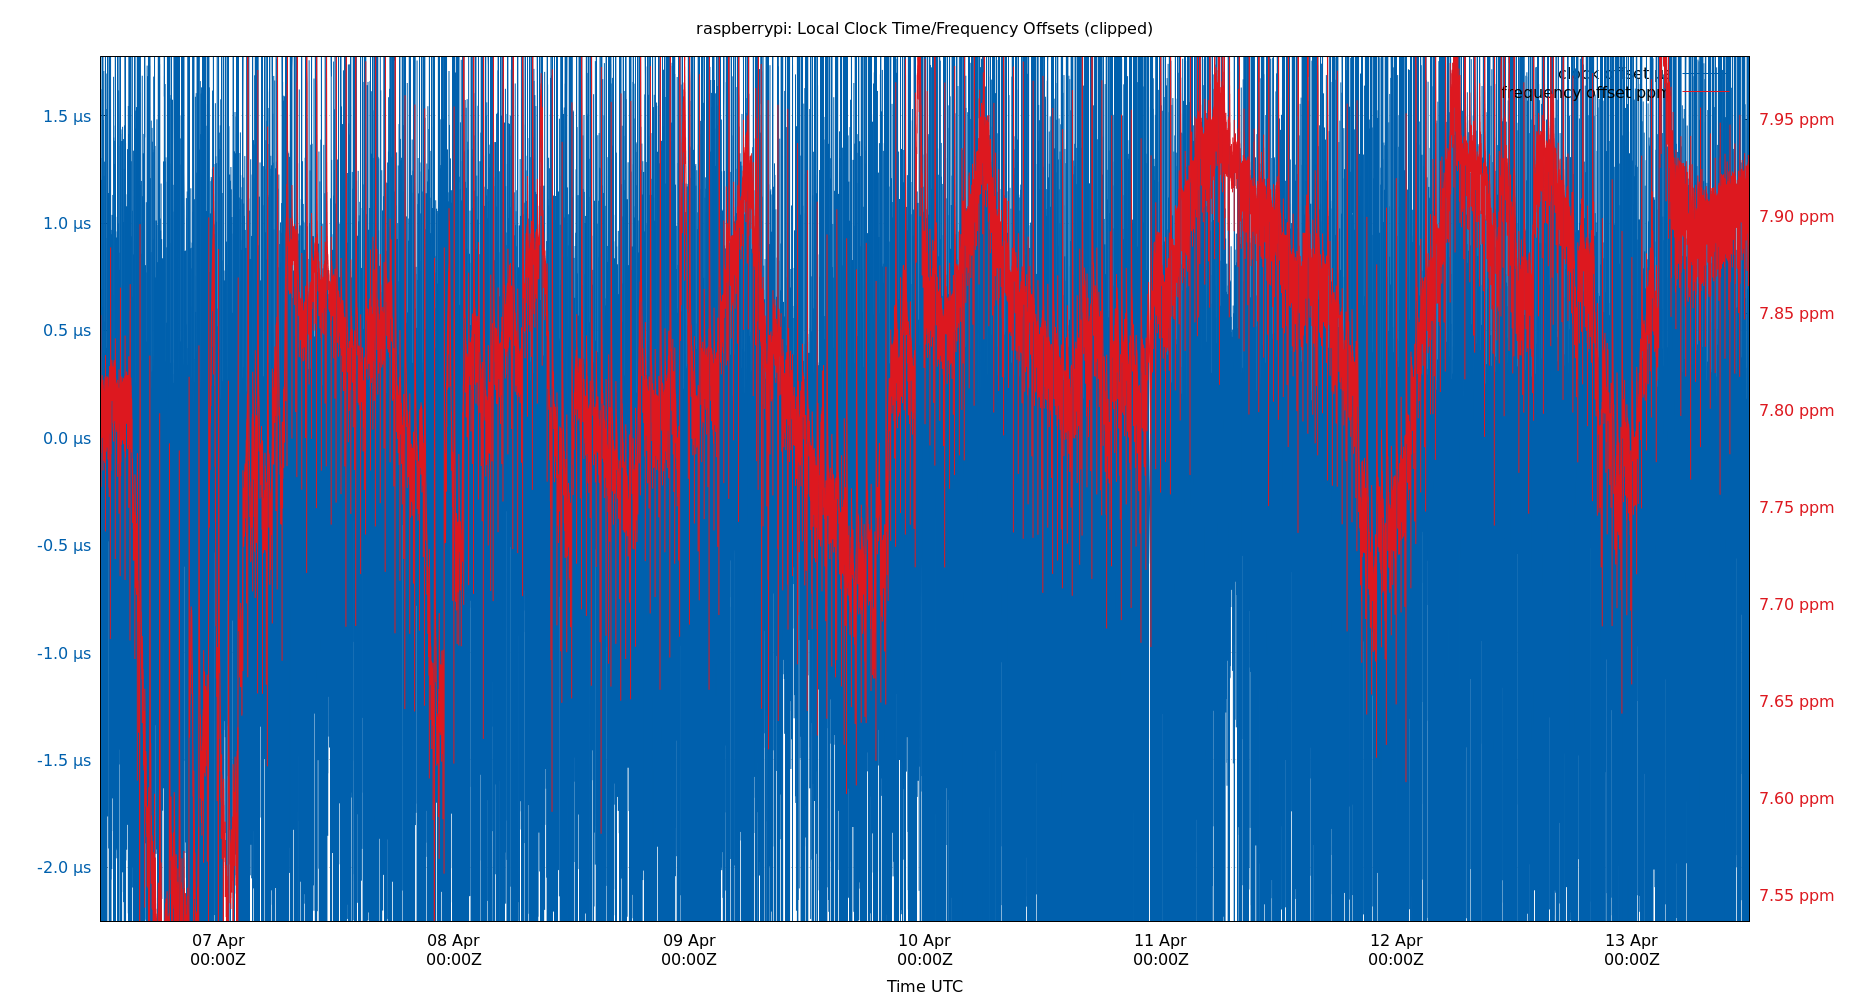 raspberrypi: Local Clock Time/Frequency Offsets (clipped)
clock offset µs
frequency offset ppm
1.5 µs
1.0 µs
0.5 µs
0.0 µs
-0.5 µs
-1.0 µs
-1.5 µs
-2.0 µs
7.95 ppm
7.90 ppm
7.85 ppm
7.80 ppm
7.75 ppm
7.70 ppm
7.65 ppm
7.60 ppm
7.55 ppm
07 Apr 08 Apr 09 Apr 10 Apr 11 Apr 12 Apr 13 Apr
00:00Z 00:00Z 00:00Z 00:00Z 00:00Z 00:00Z 00:00Z
Time UTC